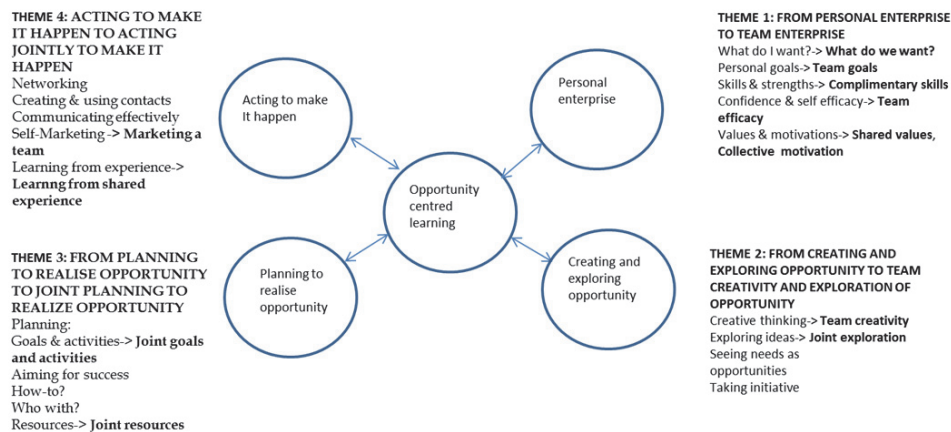 THEME 4: ACTING TO MAKE
IT HAPPEN TO ACTING
JOINTLY TO MAKE IT
HAPPEN
Networking
Creating & using contacts
Communicating effectively
Self-Marketing -> Marketing a
team
Learning from experience->
Learnng from shared
experience
Acting to make
It happen
Personal
enterprise
THEME 1: FROM PERSONAL ENTERPRISE
TO TEAM ENTERPRISE
What do I want?-> What do we want?
Personal goals-> Team goals
Skills & strengths-> Complimentary skills
Confidence & self efficacy-> Team
efficacy
Values & motivations-> Shared values,
Collective motivation
Opportunity
centred
learning
THEME 3: FROM PLANNING
TO REALISE OPPORTUNITY
TO JOINT PLANNING TO
REALIZE OPPORTUNITY
Planning:
Goals & activities-> Joint goals
and activities
Aiming for success
How-to?
Who with?
Resources-> Joint resources
Planning to
realise
opportunity
Creating and
exploring
opportunity
THEME 2: FROM CREATING AND
EXPLORING OPPORTUNITY TO TEAM
CREATIVITY AND EXPLORATION OF
OPPORTUNITY
Creative thinking-> Team creativity
Exploring ideas-> Joint exploration
Seeing needs as
opportunities
Taking initiative